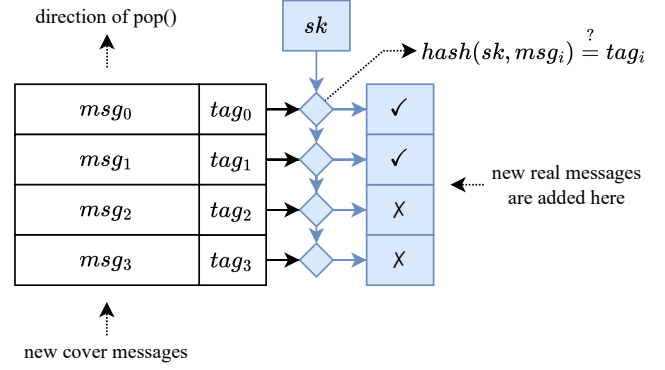 direction of pop()
sk
hash(sk, msg_i) ≟ tag_i
msg_0 tag_0 ✓
msg_1 tag_1 ✓
msg_2 tag_2 ✗
msg_3 tag_3 ✗
new real messages
are added here
new cover messages